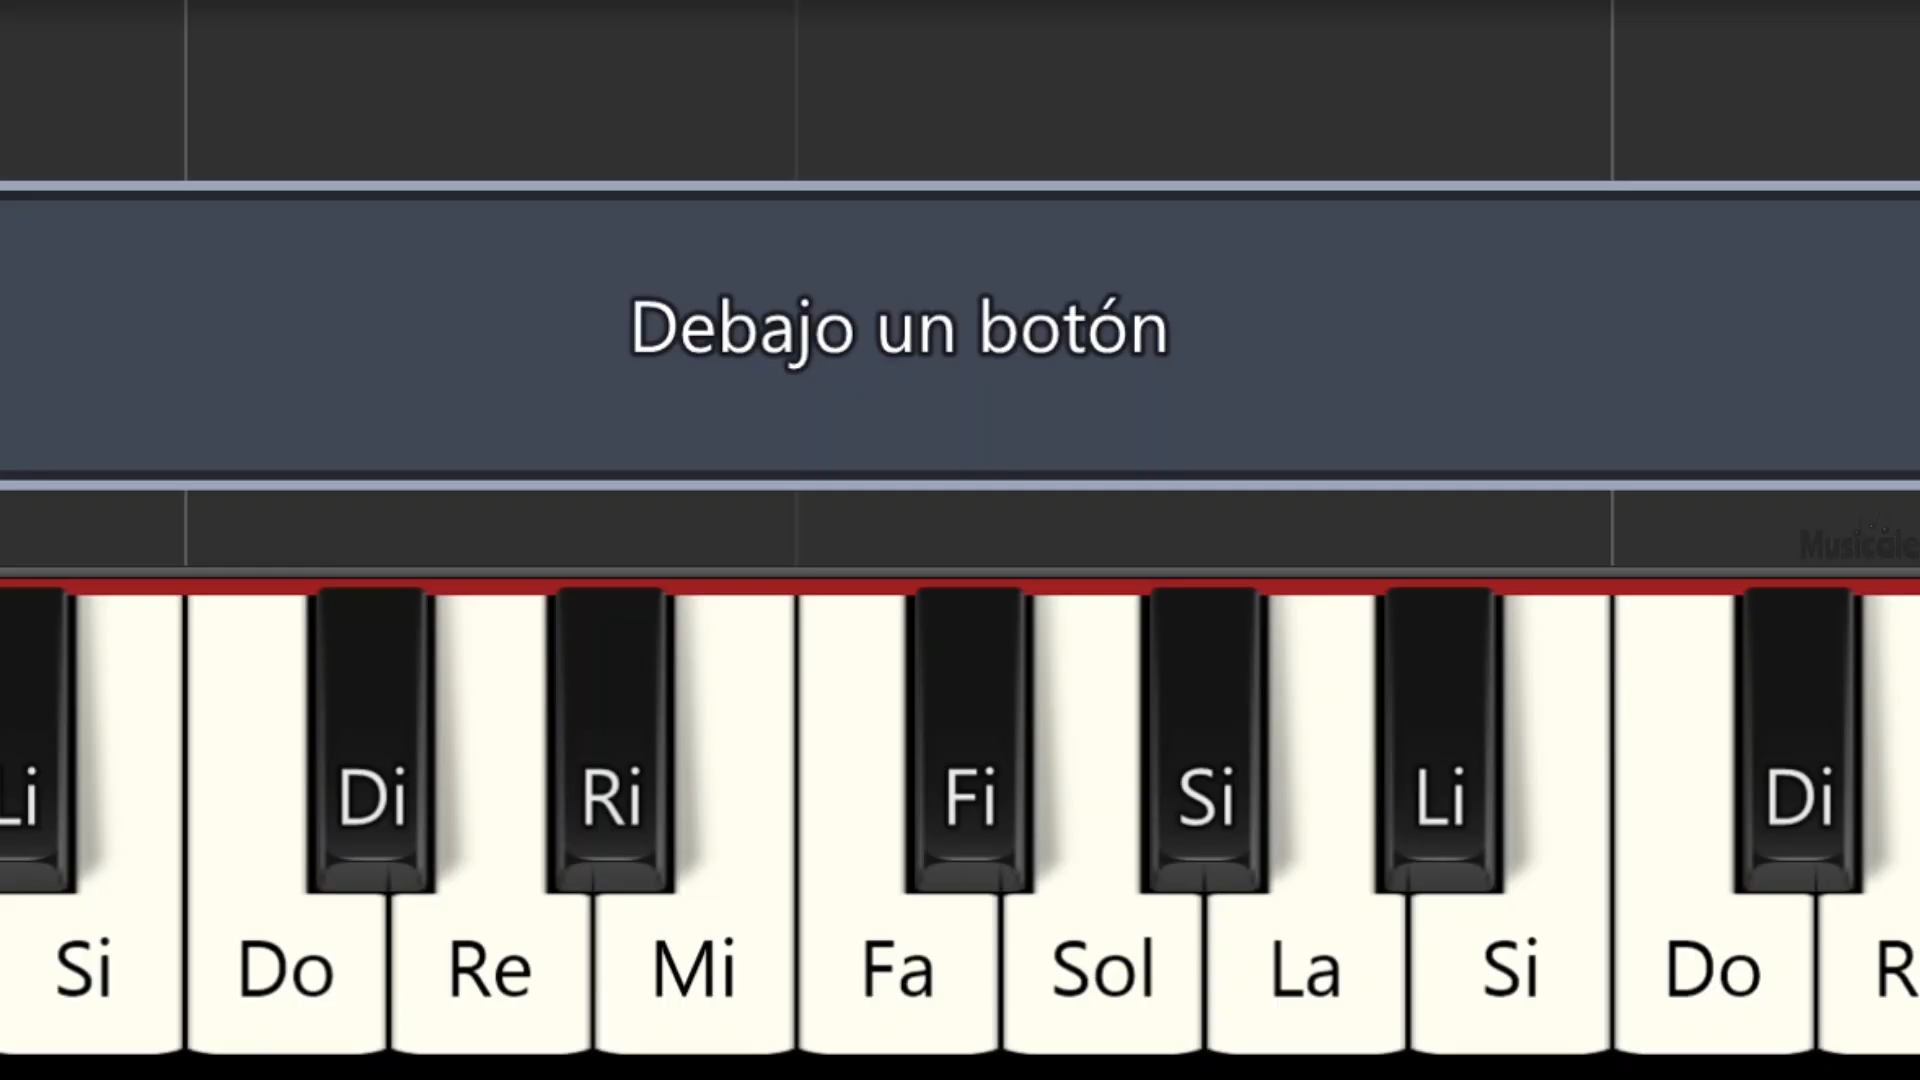 Debajo un botón
Musicale
Li Di Ri Fi Si Li Di
Si Do Re Mi Fa Sol La Si Do R